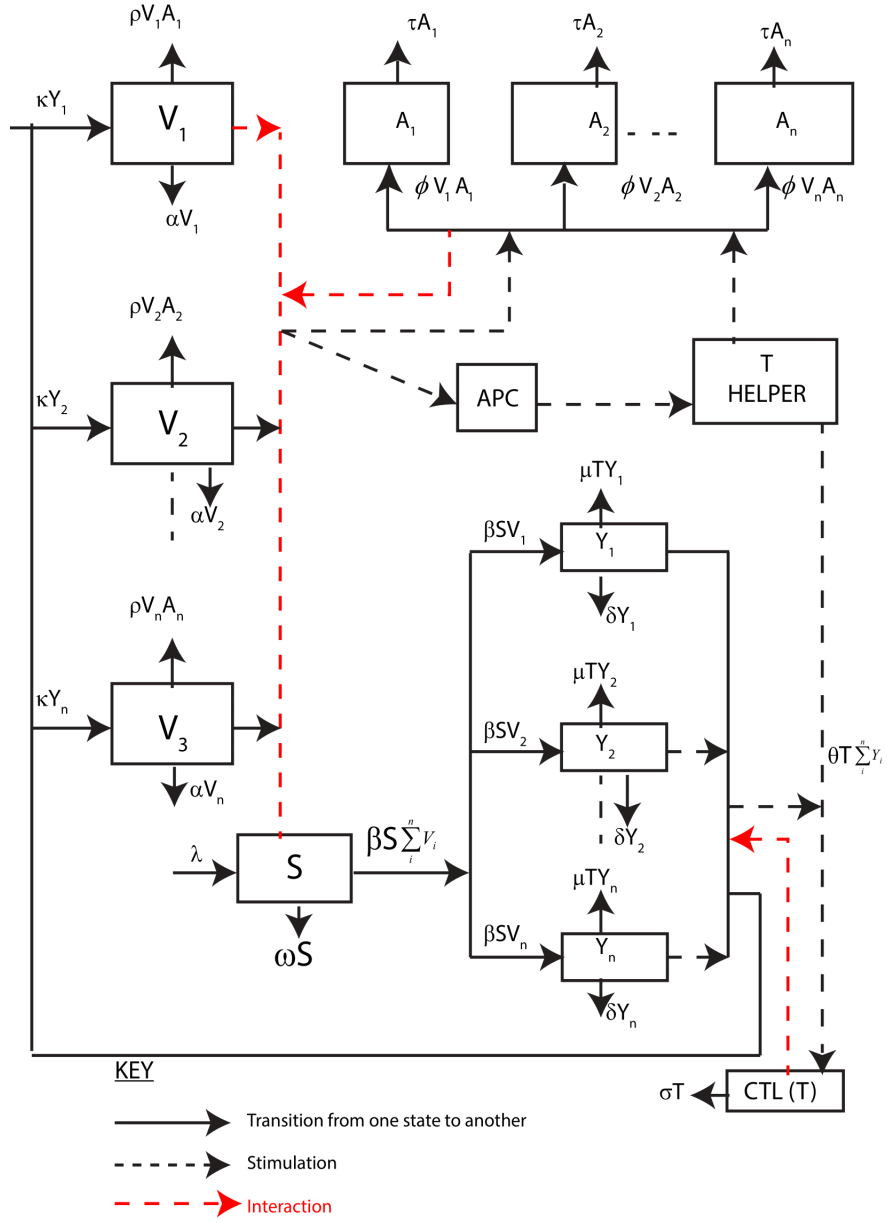 ρV₁A₁
τA₁
τA₂
τAₙ
κY₁
V₁
A₁
A₂
Aₙ
αV₁
ϕV₁A₁
ϕV₂A₂
ϕVₙAₙ
ρV₂A₂
κY₂
V₂
αV₂
APC
T
HELPER
ρVₙAₙ
κYₙ
V₃
αVₙ
μTY₁
βSV₁
Y₁
δY₁
μTY₂
βSV₂
Y₂
δY₂
θT∑ᵢⁿYᵢ
λ
S
βS∑ᵢⁿVᵢ
ωS
μTYₙ
βSVₙ
Yₙ
δYₙ
σT
CTL (T)
KEY
Transition from one state to another
Stimulation
Interaction